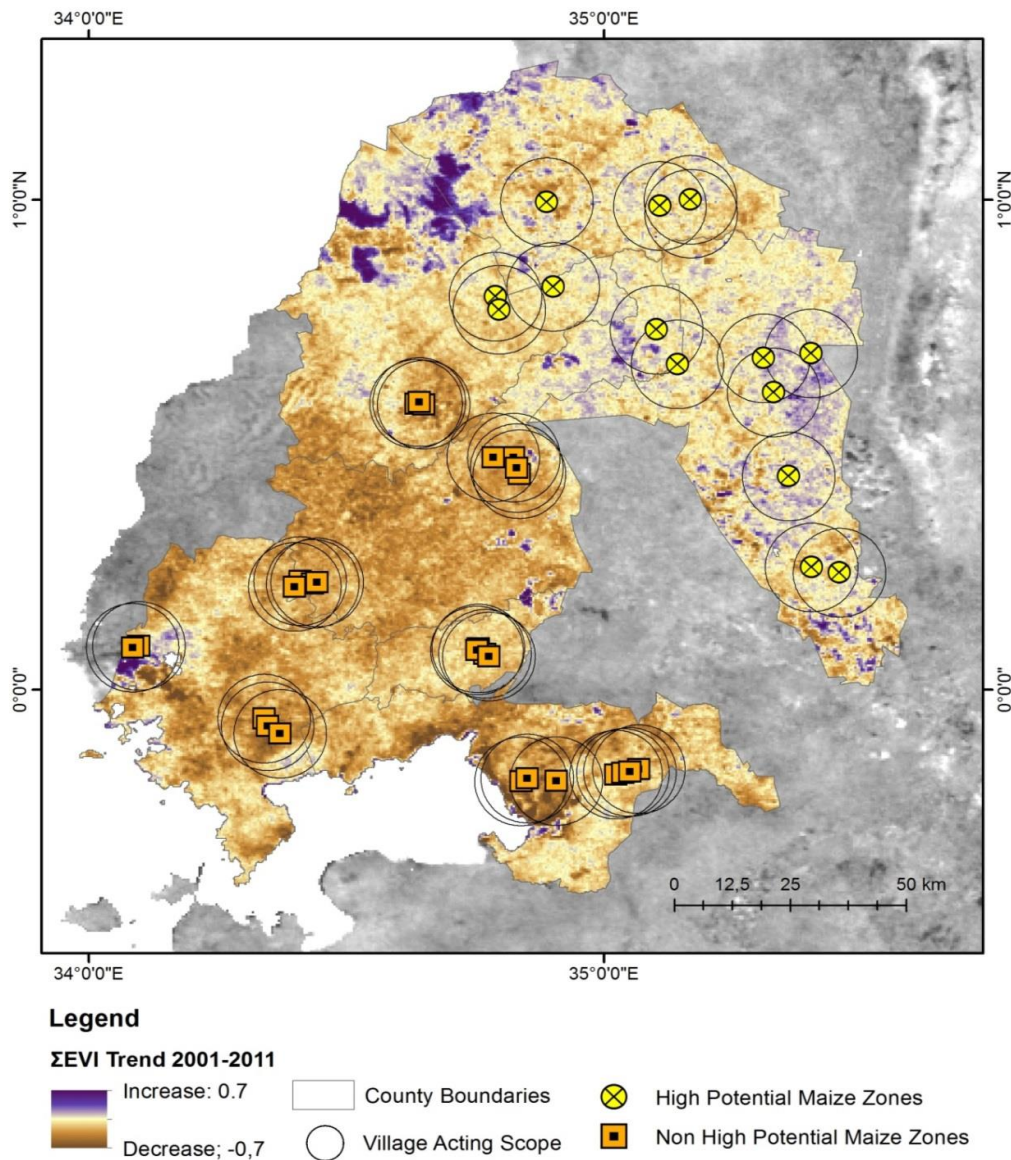 34°0'0"E 35°0'0"E
1°0'0"N 1°0'0"N
0°0'0" 0°0'0"
0 12,5 25 50 km
34°0'0"E 35°0'0"E
Legend
ΣEVI Trend 2001-2011
Increase: 0.7 County Boundaries High Potential Maize Zones
Decrease; -0,7 Village Acting Scope Non High Potential Maize Zones